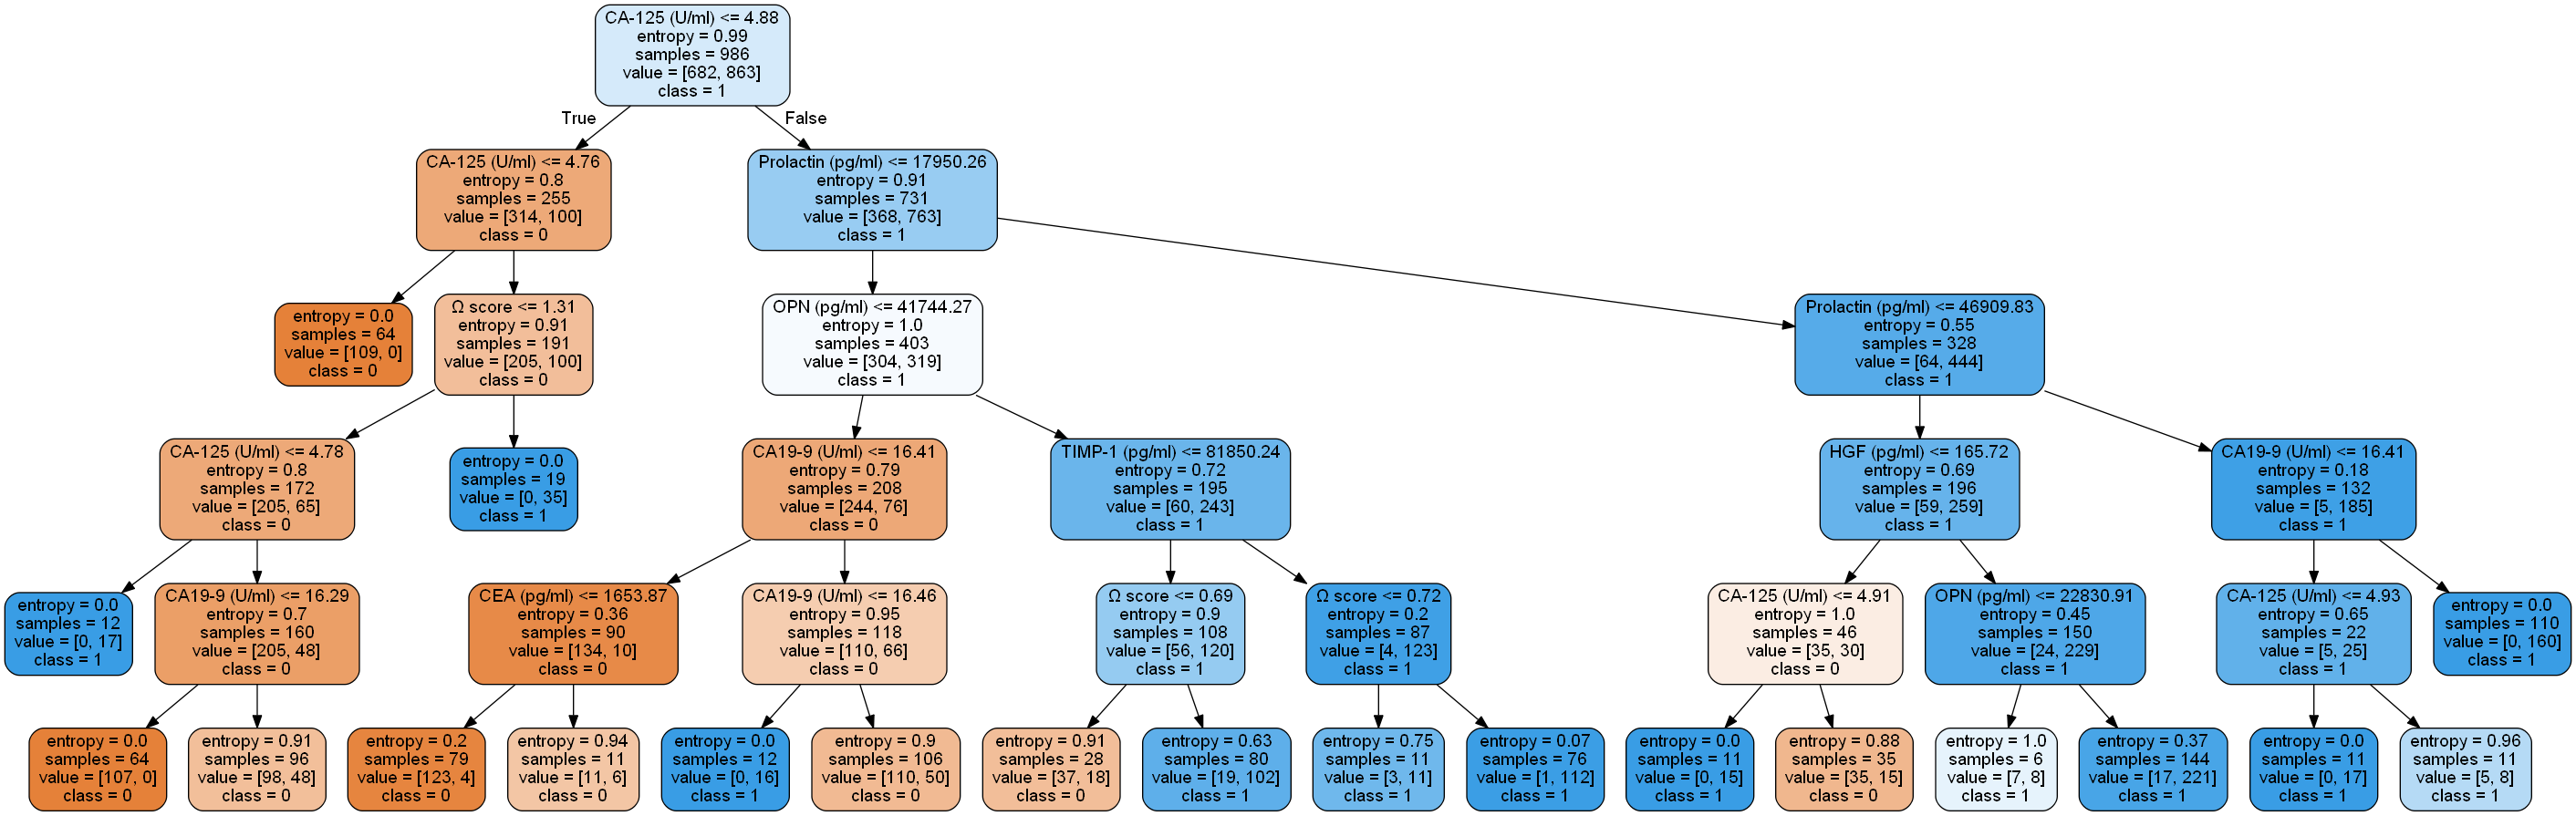 CA-125 (U/ml) <= 4.88
entropy = 0.99
samples = 986
value = [682, 863]
class = 1
True
False
CA-125 (U/ml) <= 4.76
entropy = 0.8
samples = 255
value = [314, 100]
class = 0
Prolactin (pg/ml) <= 17950.26
entropy = 0.91
samples = 731
value = [368, 763]
class = 1
entropy = 0.0
samples = 64
value = [109, 0]
class = 0
Ω score <= 1.31
entropy = 0.91
samples = 191
value = [205, 100]
class = 0
OPN (pg/ml) <= 41744.27
entropy = 1.0
samples = 403
value = [304, 319]
class = 1
Prolactin (pg/ml) <= 46909.83
entropy = 0.55
samples = 328
value = [64, 444]
class = 1
CA-125 (U/ml) <= 4.78
entropy = 0.8
samples = 172
value = [205, 65]
class = 0
entropy = 0.0
samples = 19
value = [0, 35]
class = 1
CA19-9 (U/ml) <= 16.41
entropy = 0.79
samples = 208
value = [244, 76]
class = 0
TIMP-1 (pg/ml) <= 81850.24
entropy = 0.72
samples = 195
value = [60, 243]
class = 1
HGF (pg/ml) <= 165.72
entropy = 0.69
samples = 196
value = [59, 259]
class = 1
CA19-9 (U/ml) <= 16.41
entropy = 0.18
samples = 132
value = [5, 185]
class = 1
entropy = 0.0
samples = 12
value = [0, 17]
class = 1
CA19-9 (U/ml) <= 16.29
entropy = 0.7
samples = 160
value = [205, 48]
class = 0
CEA (pg/ml) <= 1653.87
entropy = 0.36
samples = 90
value = [134, 10]
class = 0
CA19-9 (U/ml) <= 16.46
entropy = 0.95
samples = 118
value = [110, 66]
class = 0
Ω score <= 0.69
entropy = 0.9
samples = 108
value = [56, 120]
class = 1
Ω score <= 0.72
entropy = 0.2
samples = 87
value = [4, 123]
class = 1
CA-125 (U/ml) <= 4.91
entropy = 1.0
samples = 46
value = [35, 30]
class = 0
OPN (pg/ml) <= 22830.91
entropy = 0.45
samples = 150
value = [24, 229]
class = 1
CA-125 (U/ml) <= 4.93
entropy = 0.65
samples = 22
value = [5, 25]
class = 1
entropy = 0.0
samples = 110
value = [0, 160]
class = 1
entropy = 0.0
samples = 64
value = [107, 0]
class = 0
entropy = 0.91
samples = 96
value = [98, 48]
class = 0
entropy = 0.2
samples = 79
value = [123, 4]
class = 0
entropy = 0.94
samples = 11
value = [11, 6]
class = 0
entropy = 0.0
samples = 12
value = [0, 16]
class = 1
entropy = 0.9
samples = 106
value = [110, 50]
class = 0
entropy = 0.91
samples = 28
value = [37, 18]
class = 0
entropy = 0.63
samples = 80
value = [19, 102]
class = 1
entropy = 0.75
samples = 11
value = [3, 11]
class = 1
entropy = 0.07
samples = 76
value = [1, 112]
class = 1
entropy = 0.0
samples = 11
value = [0, 15]
class = 1
entropy = 0.88
samples = 35
value = [35, 15]
class = 0
entropy = 1.0
samples = 6
value = [7, 8]
class = 1
entropy = 0.37
samples = 144
value = [17, 221]
class = 1
entropy = 0.0
samples = 11
value = [0, 17]
class = 1
entropy = 0.96
samples = 11
value = [5, 8]
class = 1